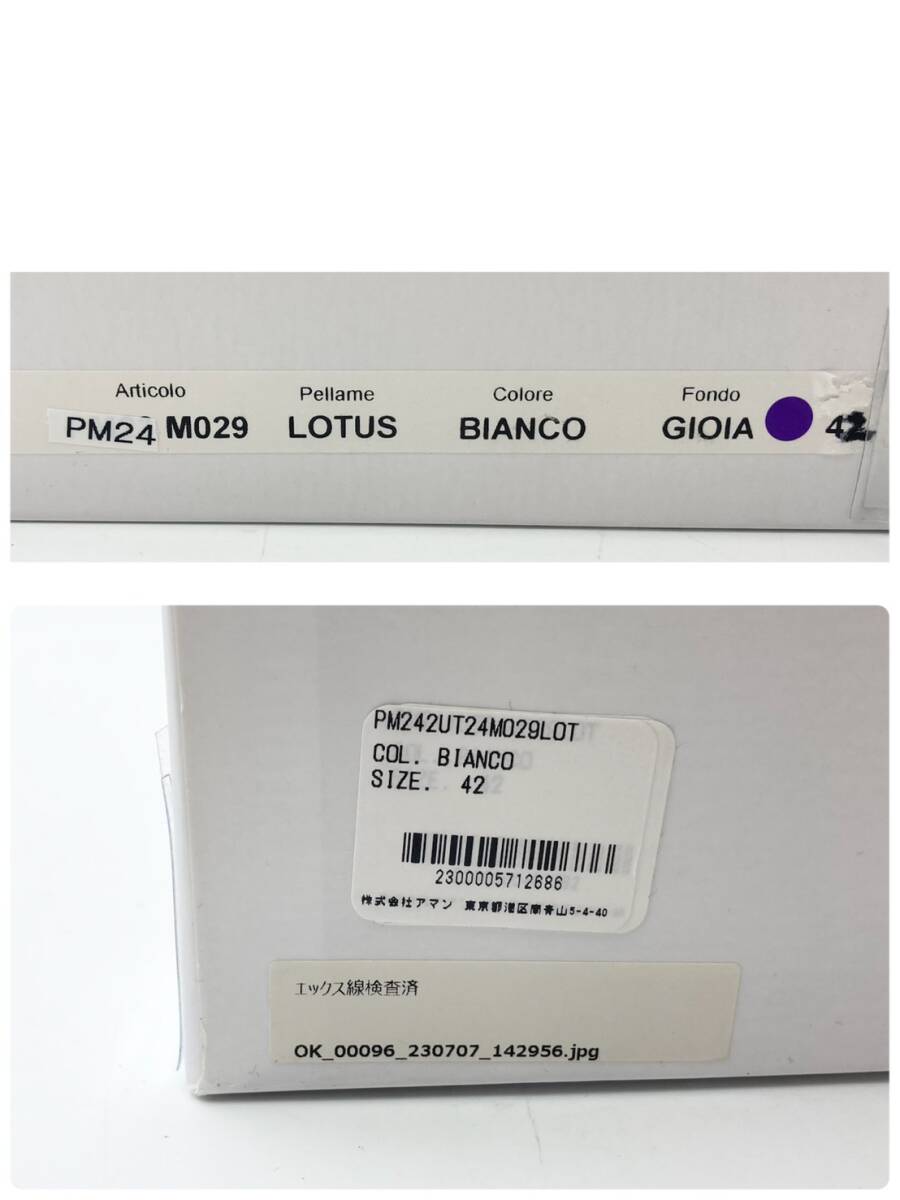 Articolo Pellame Colore Fondo
PM24 M029 LOTUS BIANCO GIOIA 42
PM242UT24M029LOT
COL. BIANCO
SIZE. 42
2300005712686
株式会社アマン 東京都港区南青山5-4-40
エックス線検査済
OK_00096_230707_142956.jpg